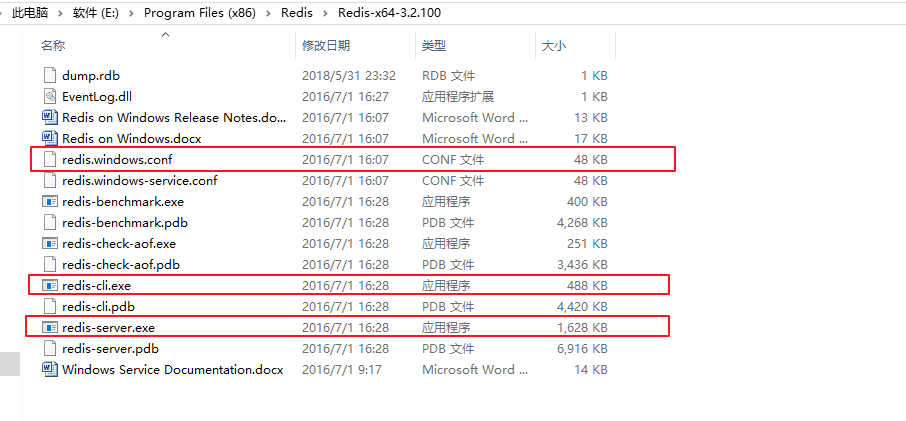 此电脑 > 软件 (E:) > Program Files (x86) > Redis > Redis-x64-3.2.100
名称 修改日期 类型 大小
dump.rdb 2018/5/31 23:32 RDB 文件 1 KB
EventLog.dll 2016/7/1 16:27 应用程序扩展 1 KB
Redis on Windows Release Notes.do... 2016/7/1 16:07 Microsoft Word ... 13 KB
Redis on Windows.docx 2016/7/1 16:07 Microsoft Word ... 17 KB
redis.windows.conf 2016/7/1 16:07 CONF 文件 48 KB
redis.windows-service.conf 2016/7/1 16:07 CONF 文件 48 KB
redis-benchmark.exe 2016/7/1 16:28 应用程序 400 KB
redis-benchmark.pdb 2016/7/1 16:28 PDB 文件 4,268 KB
redis-check-aof.exe 2016/7/1 16:28 应用程序 251 KB
redis-check-aof.pdb 2016/7/1 16:28 PDB 文件 3,436 KB
redis-cli.exe 2016/7/1 16:28 应用程序 488 KB
redis-cli.pdb 2016/7/1 16:28 PDB 文件 4,420 KB
redis-server.exe 2016/7/1 16:28 应用程序 1,628 KB
redis-server.pdb 2016/7/1 16:28 PDB 文件 6,916 KB
Windows Service Documentation.docx 2016/7/1 9:17 Microsoft Word ... 14 KB